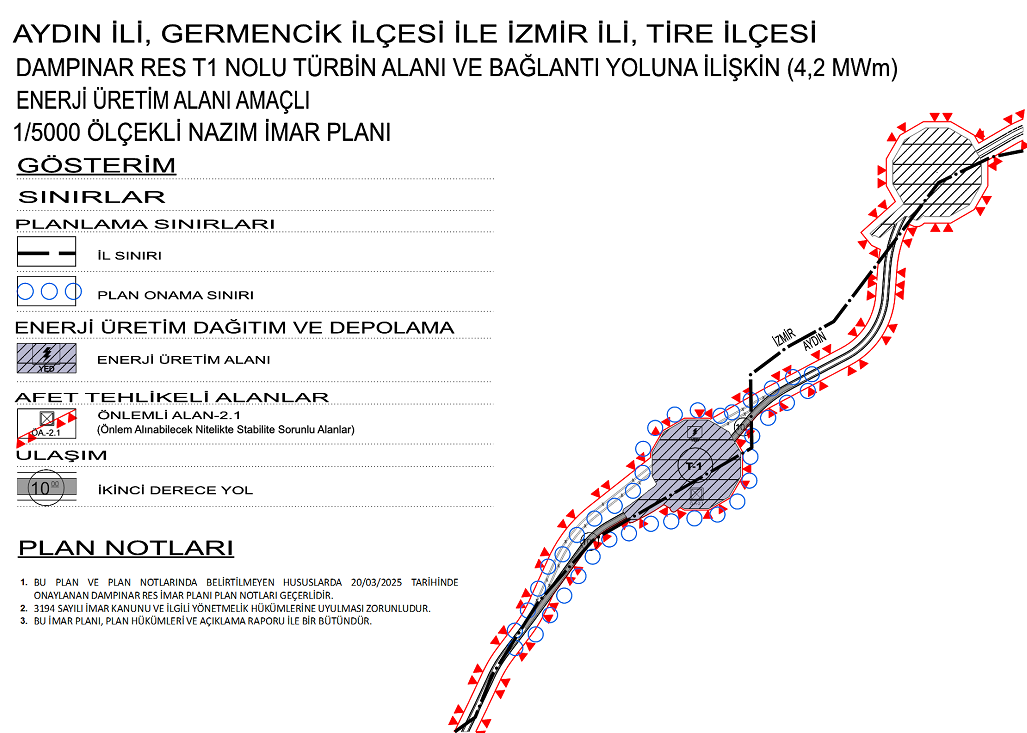 AYDIN İLİ, GERMENCİK İLÇESİ İLE İZMİR İLİ, TİRE İLÇESİ
DAMPINAR RES T1 NOLU TÜRBİN ALANI VE BAĞLANTI YOLUNA İLİŞKİN (4,2 MWm)
ENERJİ ÜRETİM ALANI AMAÇLI
1/5000 ÖLÇEKLİ NAZIM İMAR PLANI
GÖSTERİM
SINIRLAR
PLANLAMA SINIRLARI
İL SINIRI
PLAN ONAMA SINIRI
ENERJİ ÜRETİM DAĞITIM VE DEPOLAMA
YED
ENERJİ ÜRETİM ALANI
AFET TEHLİKELİ ALANLAR
ÖA.-2.1
ÖNLEMLİ ALAN-2.1
(Önlem Alınabilecek Nitelikte Stabilite Sorunlu Alanlar)
ULAŞIM
10
İKİNCİ DERECE YOL
PLAN NOTLARI
1. BU PLAN VE PLAN NOTLARINDA BELİRTİLMEYEN HUSUSLARDA 20/03/2025 TARİHİNDE
ONAYLANAN DAMPINAR RES İMAR PLANI PLAN NOTLARI GEÇERLİDİR.
2. 3194 SAYILI İMAR KANUNU VE İLGİLİ YÖNETMELİK HÜKÜMLERİNE UYULMASI ZORUNLUDUR.
3. BU İMAR PLANI, PLAN HÜKÜMLERİ VE AÇIKLAMA RAPORU İLE BİR BÜTÜNDÜR.
İZMİR
AYDIN
T-1